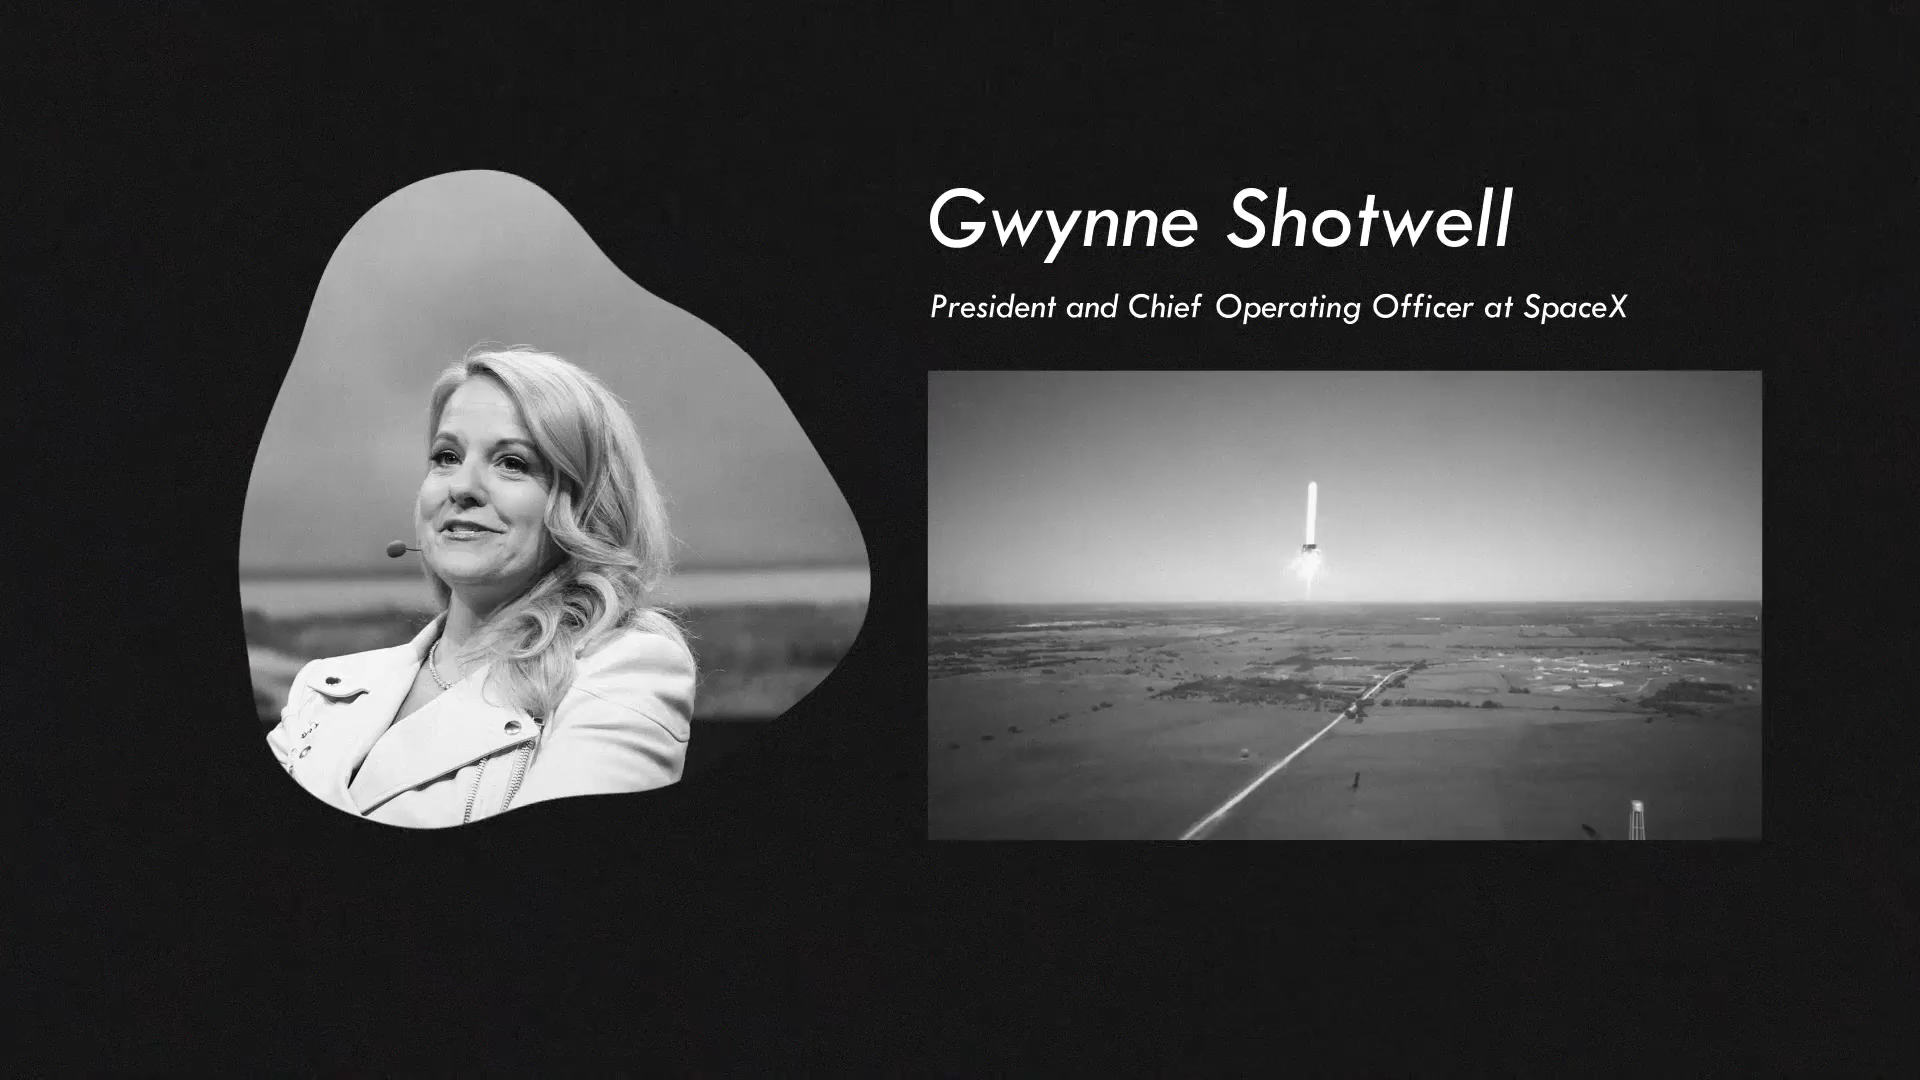 Gwynne Shotwell
President and Chief Operating Officer at SpaceX